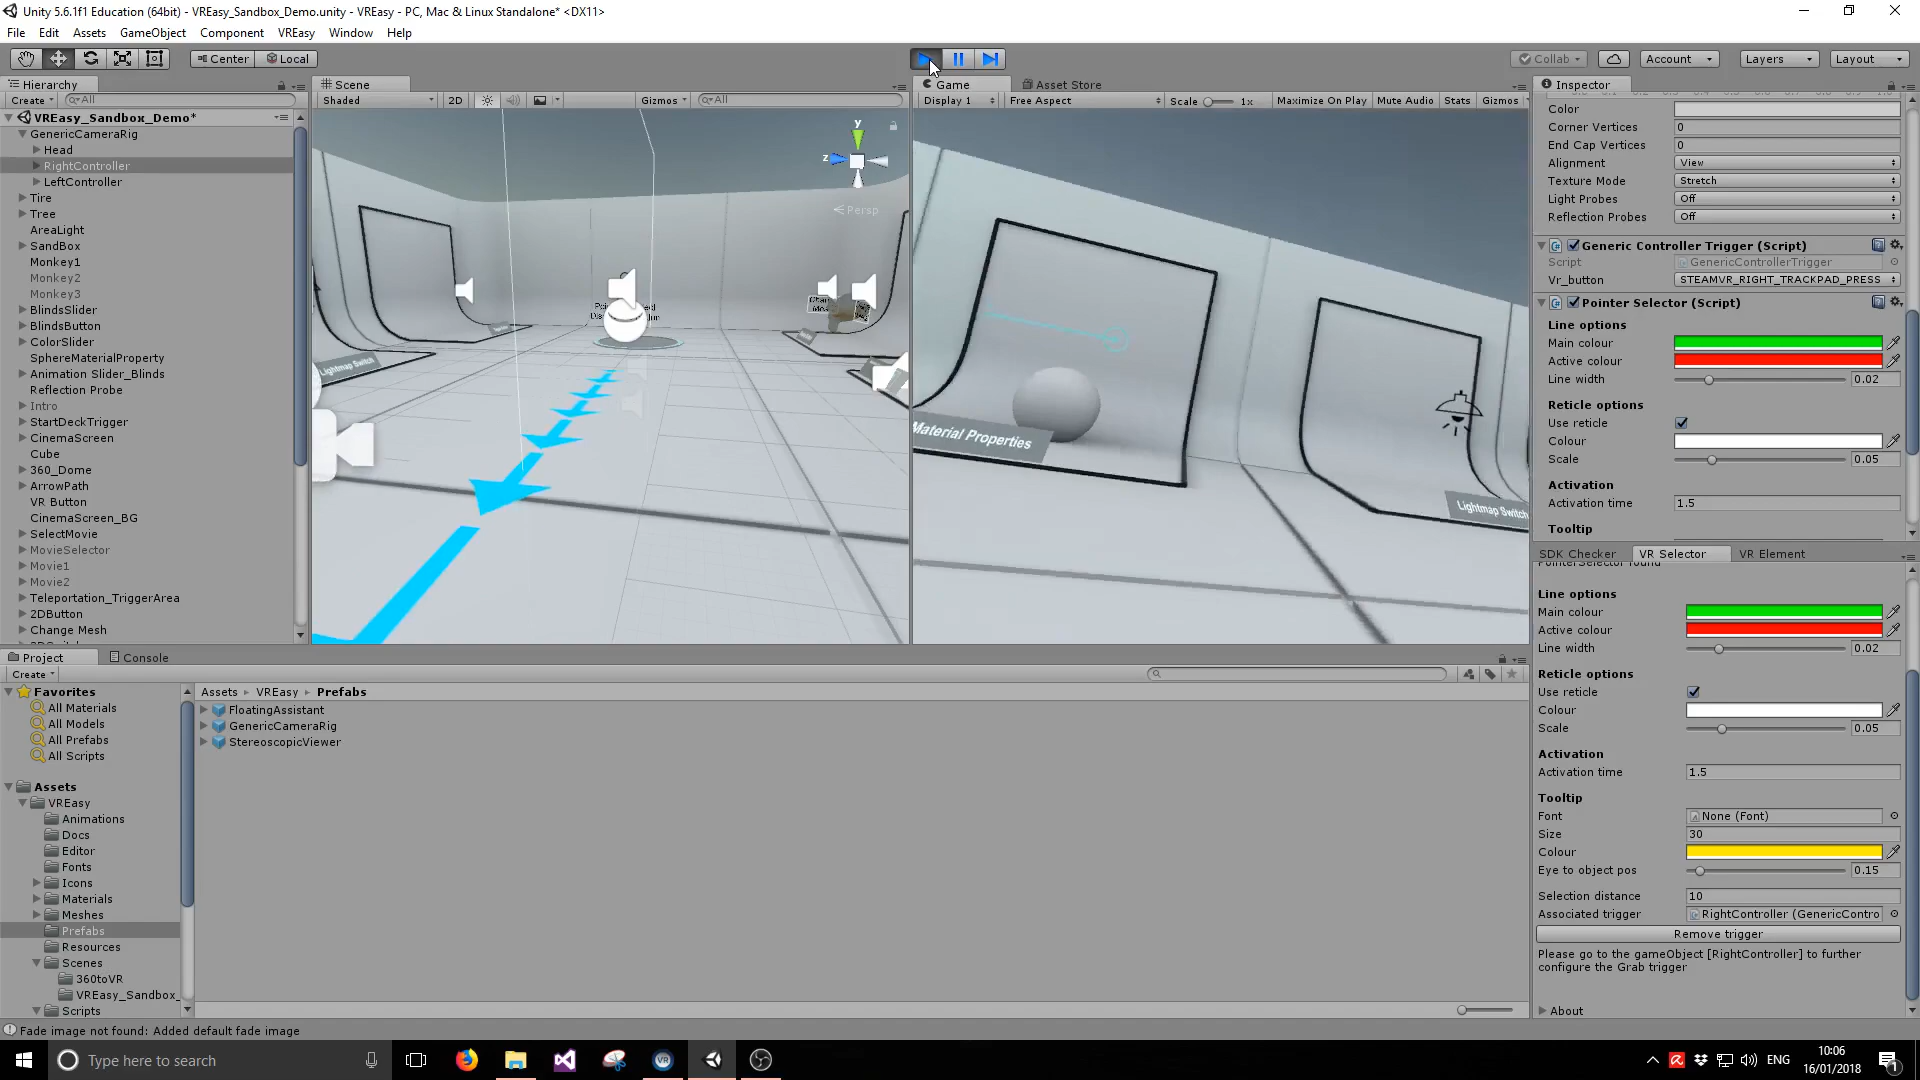 Unity 5.6.1f1 Education (64bit) - VREasy_Sandbox_Demo.unity - VREasy - PC, Mac & Linux Standalone* <DX11>
File Edit Assets GameObject Component VREasy Window Help
Center Local
Collab Account Layers Layout
Hierarchy
Create All
VREasy_Sandbox_Demo*
GenericCameraRig
Head
RightController
LeftController
Tire
Tree
AreaLight
SandBox
Monkey1
Monkey2
Monkey3
BlindsSlider
BlindsButton
ColorSlider
SphereMaterialProperty
Animation Slider_Blinds
Reflection Probe
Intro
StartDeckTrigger
CinemaScreen
Cube
360_Dome
ArrowPath
VR Button
CinemaScreen_BG
SelectMovie
MovieSelector
Movie1
Movie2
Teleportation_TriggerArea
2DButton
Change Mesh
Scene
Shaded 2D Gizmos All
y
z
Persp
Lightmap Switch
Game Asset Store
Display 1 Free Aspect Scale 1x Maximize On Play Mute Audio Stats Gizmos
Material Properties
Lightmap Switch
Inspector
Color
Corner Vertices 0
End Cap Vertices 0
Alignment View
Texture Mode Stretch
Light Probes Off
Reflection Probes Off
Generic Controller Trigger (Script)
Script GenericControllerTrigger
Vr_button STEAMVR_RIGHT_TRACKPAD_PRESS
Pointer Selector (Script)
Line options
Main colour
Active colour
Line width 0.02
Reticle options
Use reticle
Colour
Scale 0.05
Activation
Activation time 1.5
Tooltip
SDK Checker VR Selector VR Element
PointerSelector found
Line options
Main colour
Active colour
Line width 0.02
Reticle options
Use reticle
Colour
Scale 0.05
Activation
Activation time 1.5
Tooltip
Font None (Font)
Size 30
Colour
Eye to object pos 0.15
Selection distance 10
Associated trigger RightController (GenericContro
Remove trigger
Please go to the gameObject [RightController] to further
configure the Grab trigger
About
Project Console
Create
Favorites
All Materials
All Models
All Prefabs
All Scripts
Assets
VREasy
Animations
Docs
Editor
Fonts
Icons
Materials
Meshes
Prefabs
Resources
Scenes
360toVR
VREasy_Sandbox_
Scripts
Assets VREasy Prefabs
FloatingAssistant
GenericCameraRig
StereoscopicViewer
Fade image not found: Added default fade image
Type here to search
VR
ENG
10:06
16/01/2018
1